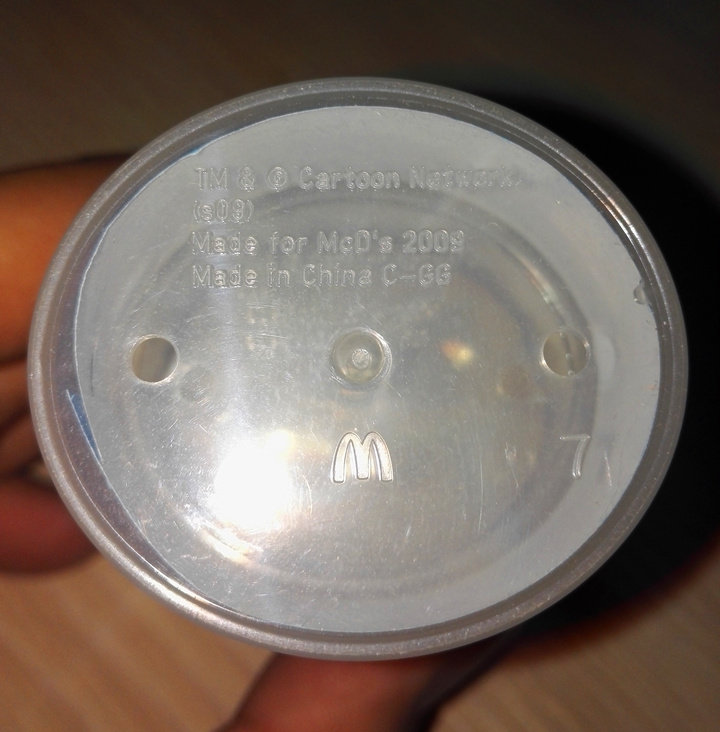 TM & © Cartoon Network.
(s09)
Made for McD's 2009
Made in China C-GG
M
7